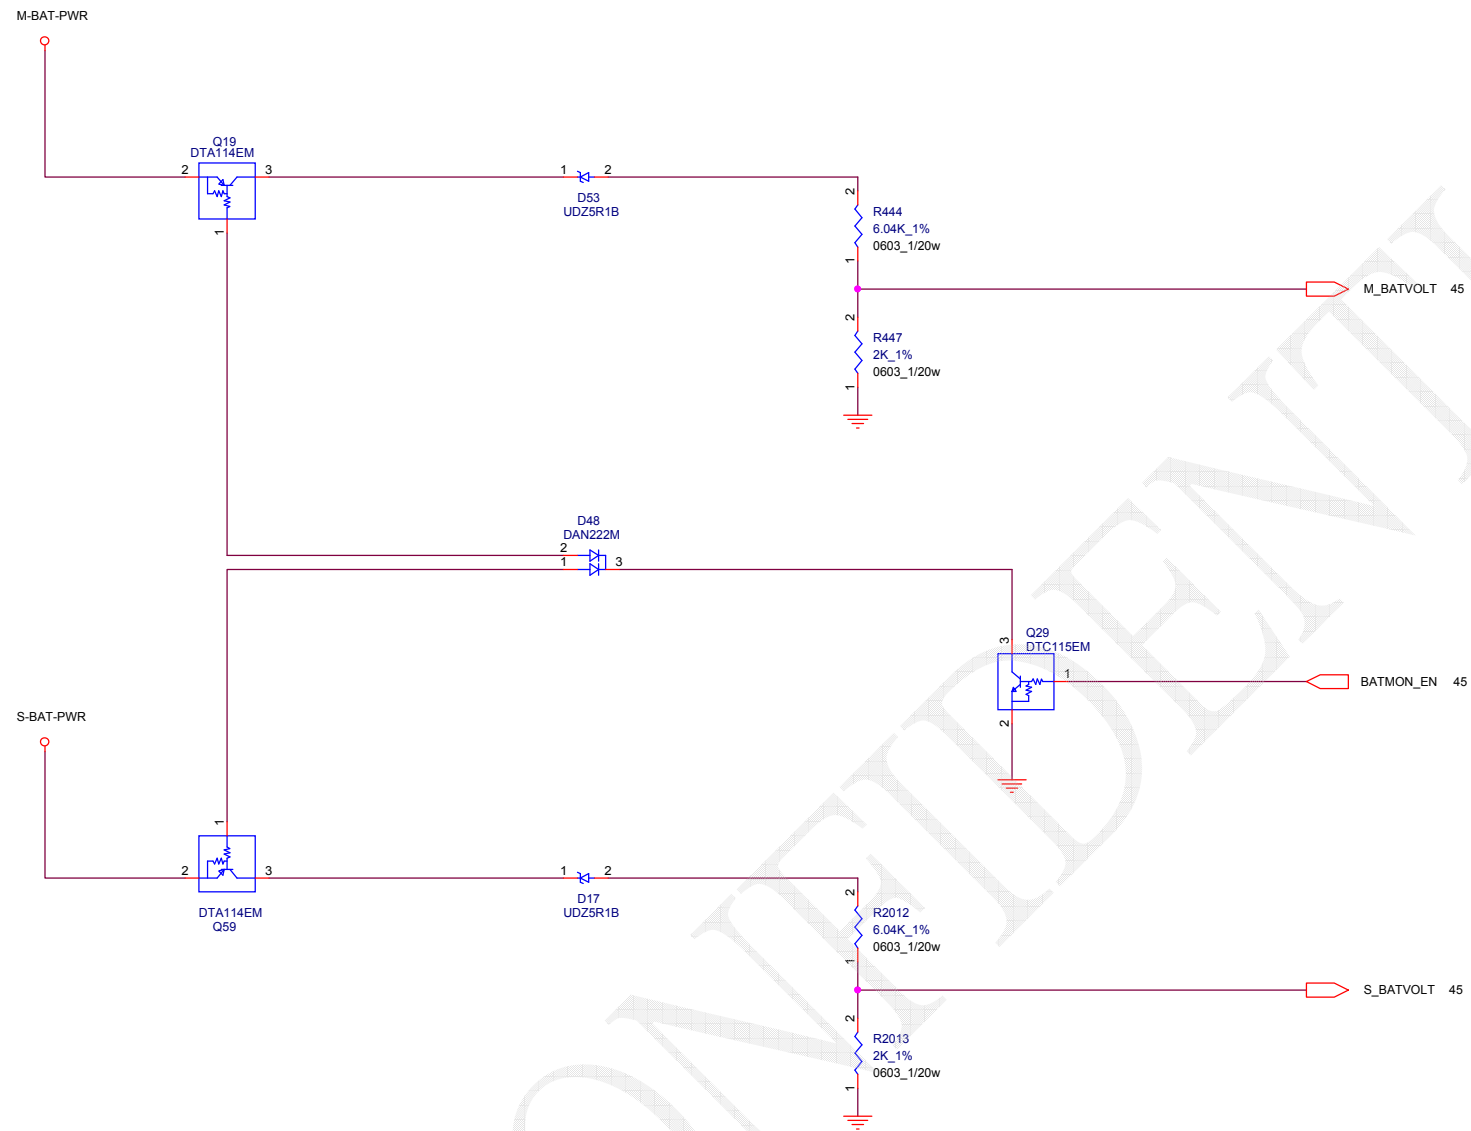 M-BAT-PWR
Q19
DTA114EM
2
3
1
1
2
D53
UDZ5R1B
2
R444
6.04K_1%
0603_1/20w
1
M_BATVOLT 45
2
R447
2K_1%
0603_1/20w
1
D48
DAN222M
2
1
3
3
Q29
DTC115EM
1
BATMON_EN 45
2
S-BAT-PWR
1
2
3
DTA114EM
Q59
1
2
D17
UDZ5R1B
2
R2012
6.04K_1%
0603_1/20w
1
S_BATVOLT 45
2
R2013
2K_1%
0603_1/20w
1
ONFIDENT